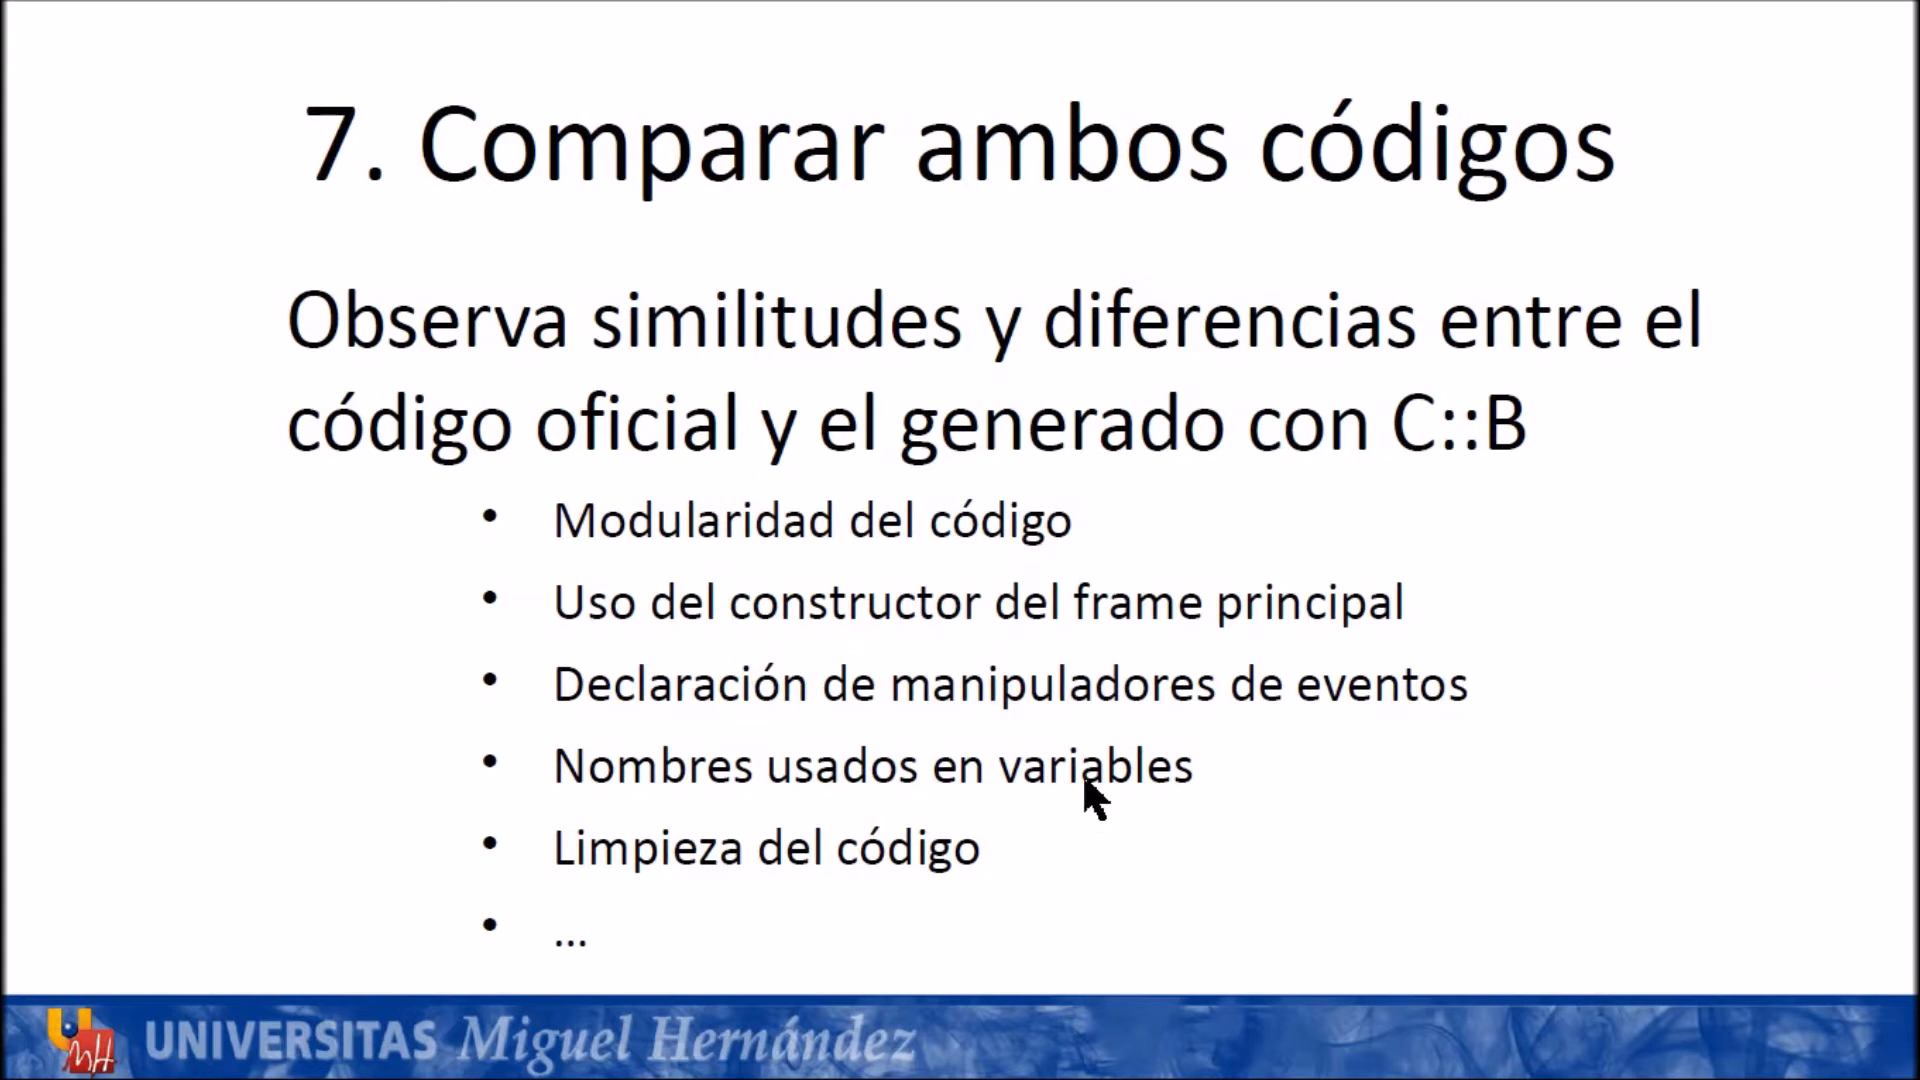 7. Comparar ambos códigos
Observa similitudes y diferencias entre el
código oficial y el generado con C::B
• Modularidad del código
• Uso del constructor del frame principal
• Declaración de manipuladores de eventos
• Nombres usados en variables
• Limpieza del código
• ...
UNIVERSITAS Miguel Hernández